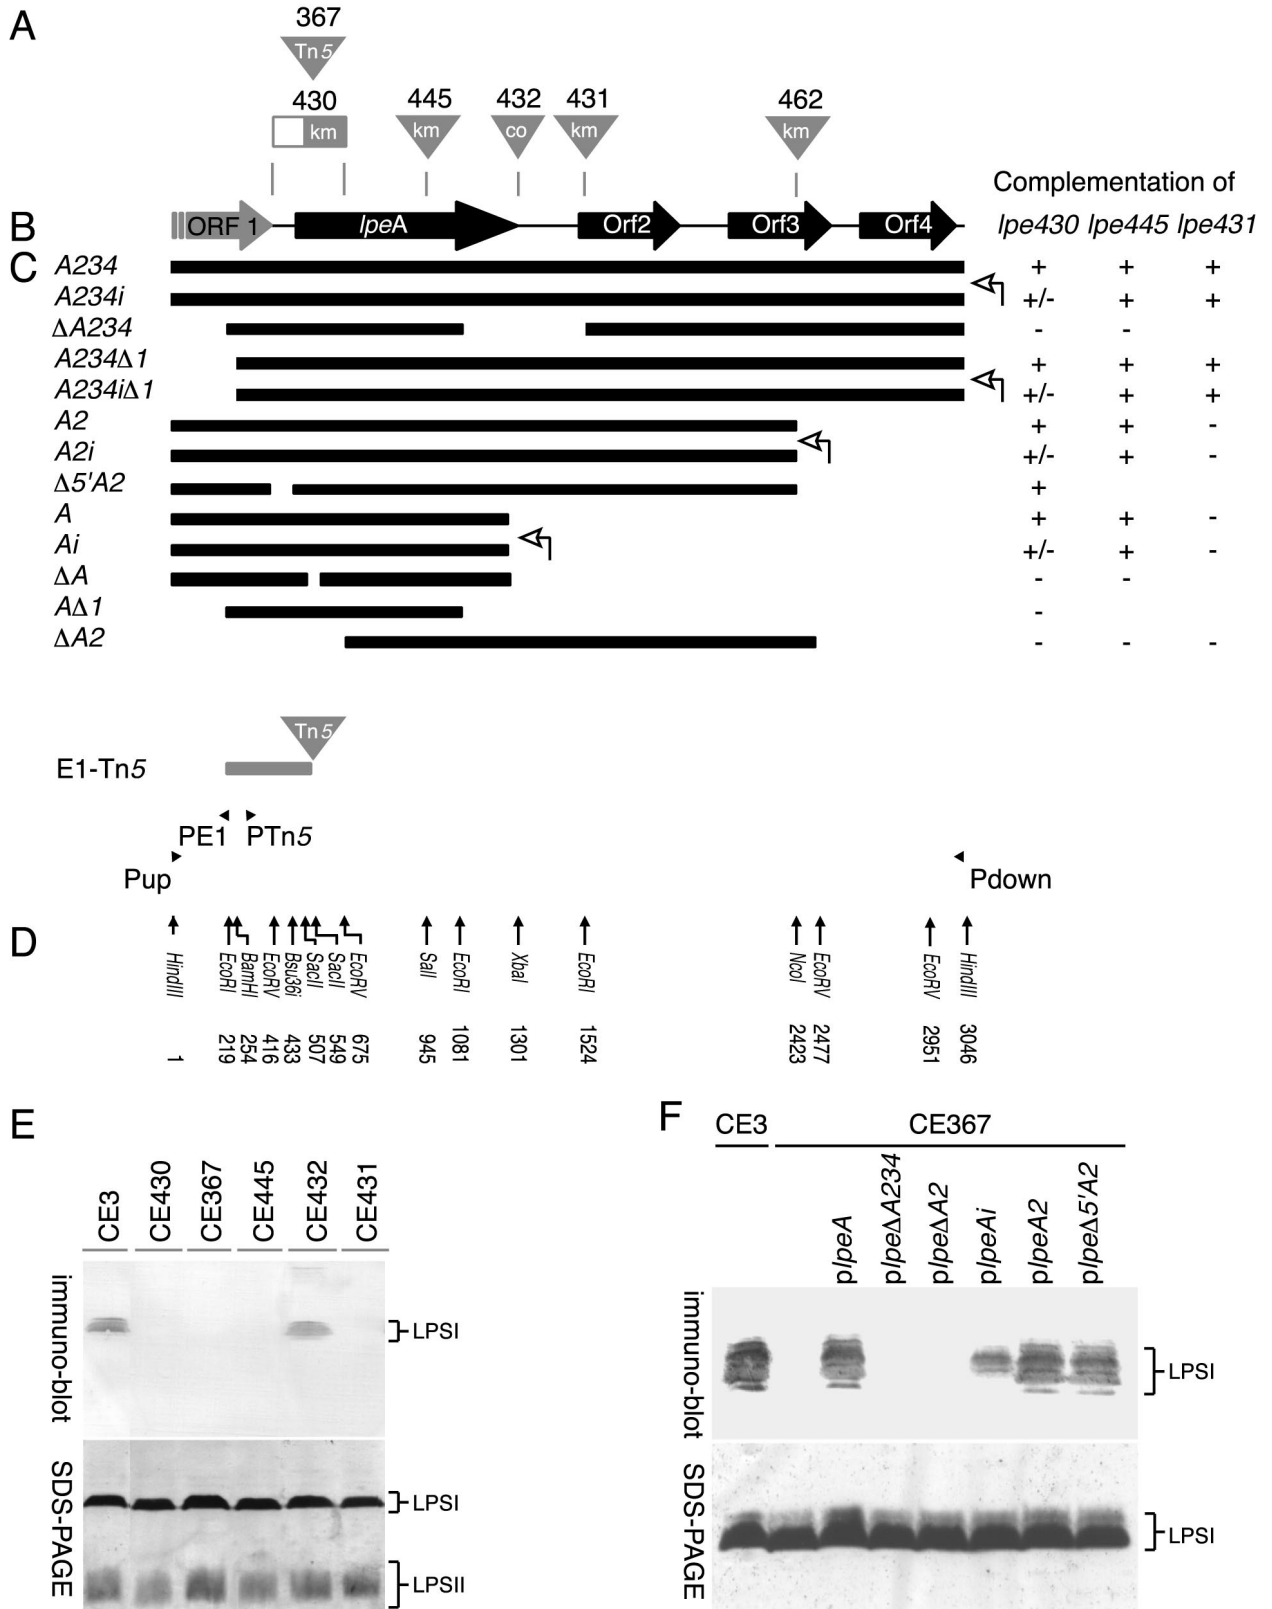 A
367
Tn5
430 445 432 431 462
km km co km km
Complementation of
B
ORF 1 lpeA Orf2 Orf3 Orf4
lpe430 lpe445 lpe431
C
A234 + + +
A234i +/- + +
ΔA234 - -
A234Δ1 + + +
A234iΔ1 +/- + +
A2 + + -
A2i +/- + -
Δ5'A2 +
A + + -
Ai +/- + -
ΔA - -
AΔ1 -
ΔA2 - - -
Tn5
E1-Tn5
PE1 PTn5
Pup Pdown
D
HindIII EcoRI BamHI EcoRV Bsu36i SacII SacII EcoRV SalI EcoRI XbaI EcoRI NcoI EcoRV EcoRV HindIII
1 219 254 416 433 507 549 675 945 1081 1301 1524 2423 2477 2951 3046
E
CE3 CE430 CE367 CE445 CE432 CE431
immuno-blot
LPSI
SDS-PAGE
LPSI
LPSII
F
CE3 CE367
plpeA plpeΔA234 plpeΔA2 plpeAi plpeA2 plpeΔ5'A2
immuno-blot
LPSI
SDS-PAGE
LPSI